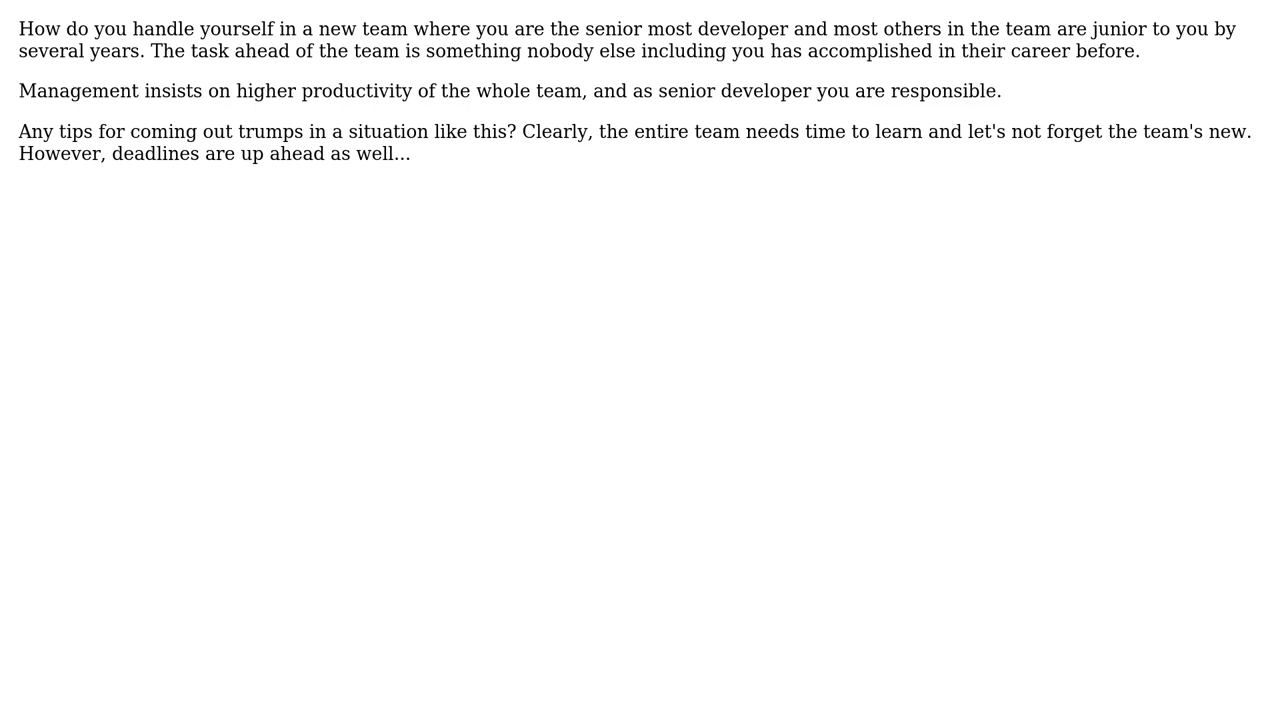 How do you handle yourself in a new team where you are the senior most developer and most others in the team are junior to you by
several years. The task ahead of the team is something nobody else including you has accomplished in their career before.
Management insists on higher productivity of the whole team, and as senior developer you are responsible.
Any tips for coming out trumps in a situation like this? Clearly, the entire team needs time to learn and let's not forget the team's new.
However, deadlines are up ahead as well...